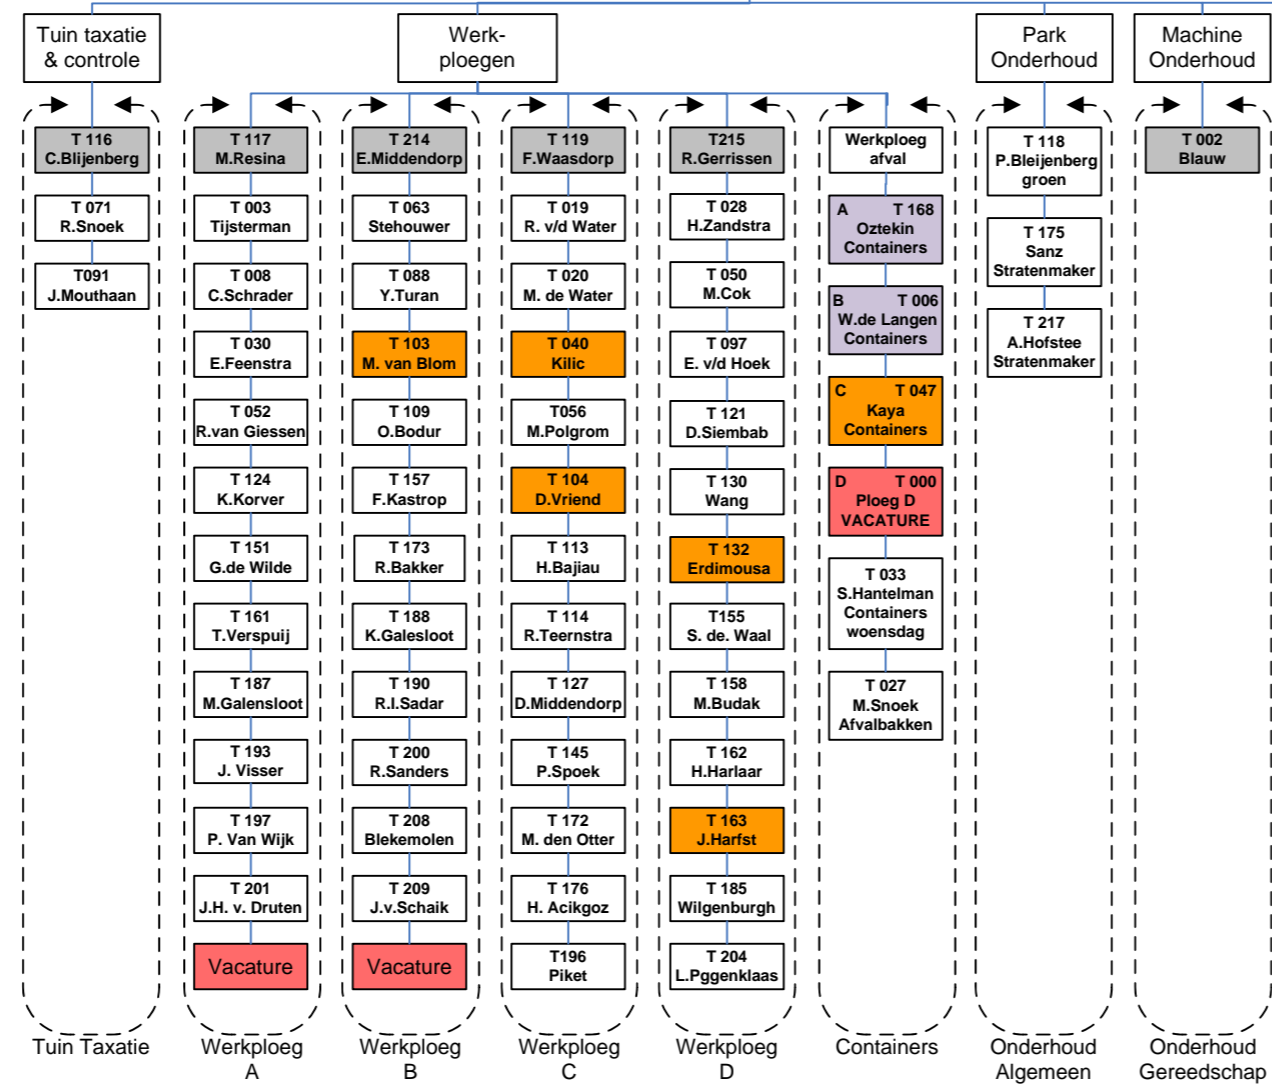 Tuin taxatie
& controle
Werk-
ploegen
Park
Onderhoud
Machine
Onderhoud
T 116
C.Blijenberg
T 071
R.Snoek
T091
J.Mouthaan
Tuin Taxatie
T 117
M.Resina
T 003
Tijsterman
T 008
C.Schrader
T 030
E.Feenstra
T 052
R.van Giessen
T 124
K.Korver
T 151
G.de Wilde
T 161
T.Verspuij
T 187
M.Galensloot
T 193
J. Visser
T 197
P. Van Wijk
T 201
J.H. v. Druten
Vacature
Werkploeg
A
T 214
E.Middendorp
T 063
Stehouwer
T 088
Y.Turan
T 103
M. van Blom
T 109
O.Bodur
T 157
F.Kastrop
T 173
R.Bakker
T 188
K.Galesloot
T 190
R.I.Sadar
T 200
R.Sanders
T 208
Blekemolen
T 209
J.v.Schaik
Vacature
Werkploeg
B
T 119
F.Waasdorp
T 019
R. v/d Water
T 020
M. de Water
T 040
Kilic
T056
M.Polgrom
T 104
D.Vriend
T 113
H.Bajiau
T 114
R.Teernstra
T 127
D.Middendorp
T 145
P.Spoek
T 172
M. den Otter
T 176
H. Acikgoz
T196
Piket
Werkploeg
C
T215
R.Gerrissen
T 028
H.Zandstra
T 050
M.Cok
T 097
E. v/d Hoek
T 121
D.Siembab
T 130
Wang
T 132
Erdimousa
T155
S. de. Waal
T 158
M.Budak
T 162
H.Harlaar
T 163
J.Harfst
T 185
Wilgenburgh
T 204
L.Pggenklaas
Werkploeg
D
Werkploeg
afval
A T 168
Oztekin
Containers
B T 006
W.de Langen
Containers
C T 047
Kaya
Containers
D T 000
Ploeg D
VACATURE
T 033
S.Hantelman
Containers
woensdag
T 027
M.Snoek
Afvalbakken
Containers
T 118
P.Bleijenberg
groen
T 175
Sanz
Stratenmaker
T 217
A.Hofstee
Stratenmaker
Onderhoud
Algemeen
T 002
Blauw
Onderhoud
Gereedschap